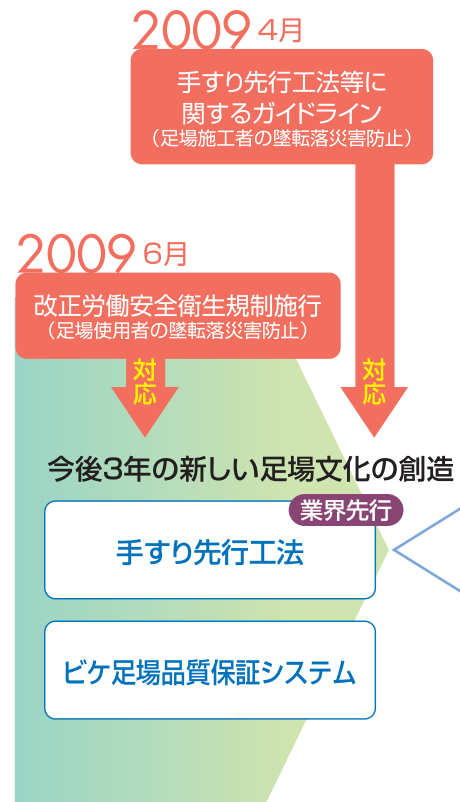 2009 4月
手すり先行工法等に
関するガイドライン
（足場施工者の墜転落災害防止）
2009 6月
改正労働安全衛生規制施行
（足場使用者の墜転落災害防止）
対応
対応
今後3年の新しい足場文化の創造
業界先行
手すり先行工法
ビケ足場品質保証システム